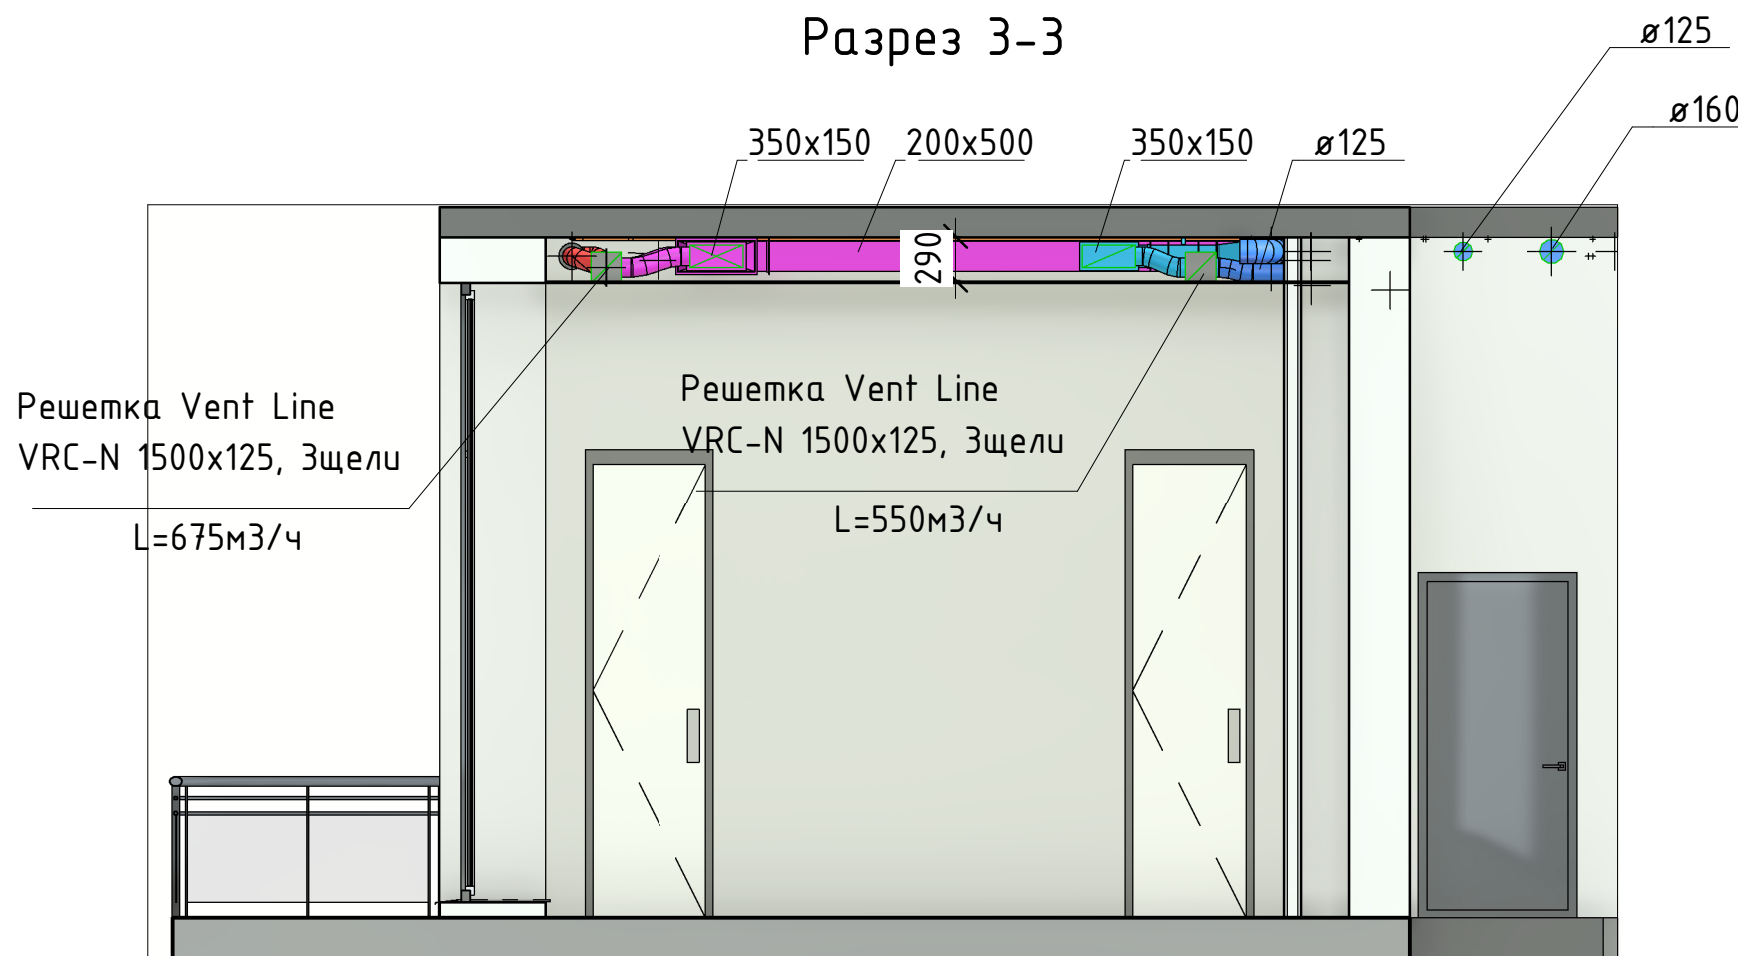 Разрез 3-3
ø125
ø160
350x150
200x500
350x150
ø125
290
Решетка Vent Line
VRC-N 1500x125, 3щели
L=675м3/ч
Решетка Vent Line
VRC-N 1500x125, 3щели
L=550м3/ч